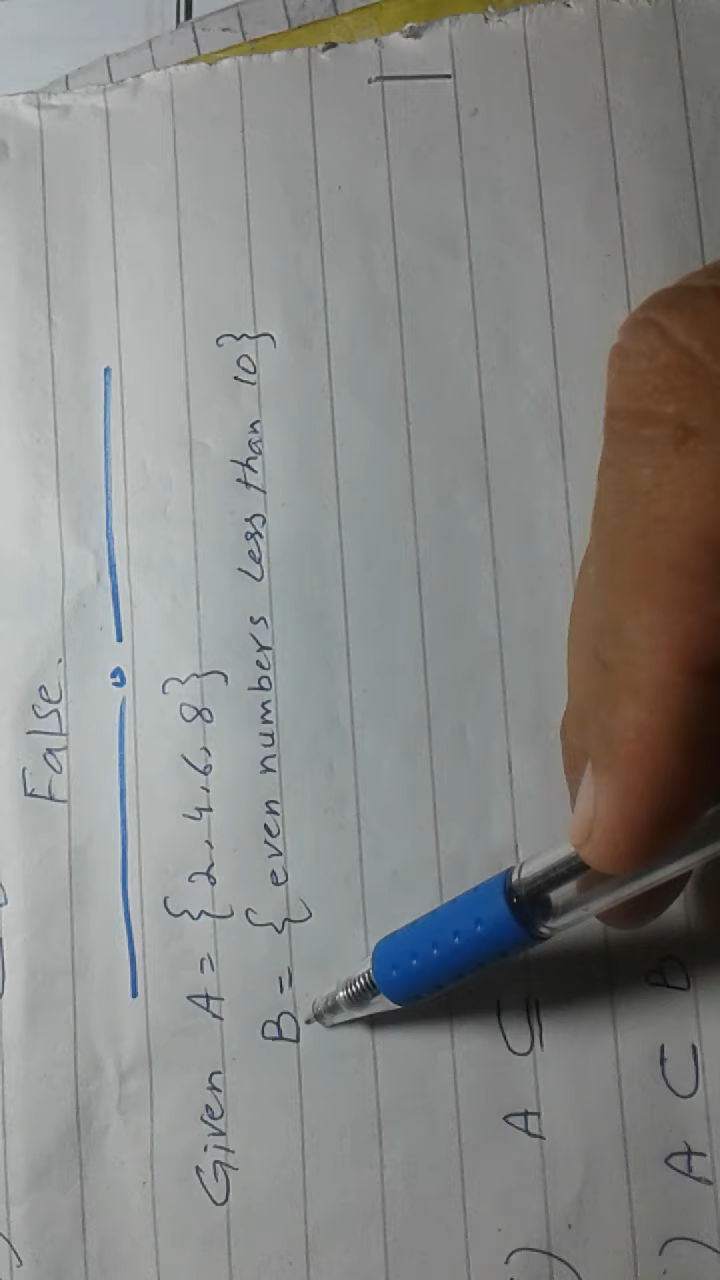 False.
Given A = {2,4,6,8}
B = {even numbers less than 10}
) A ⊆
) A ⊂ B